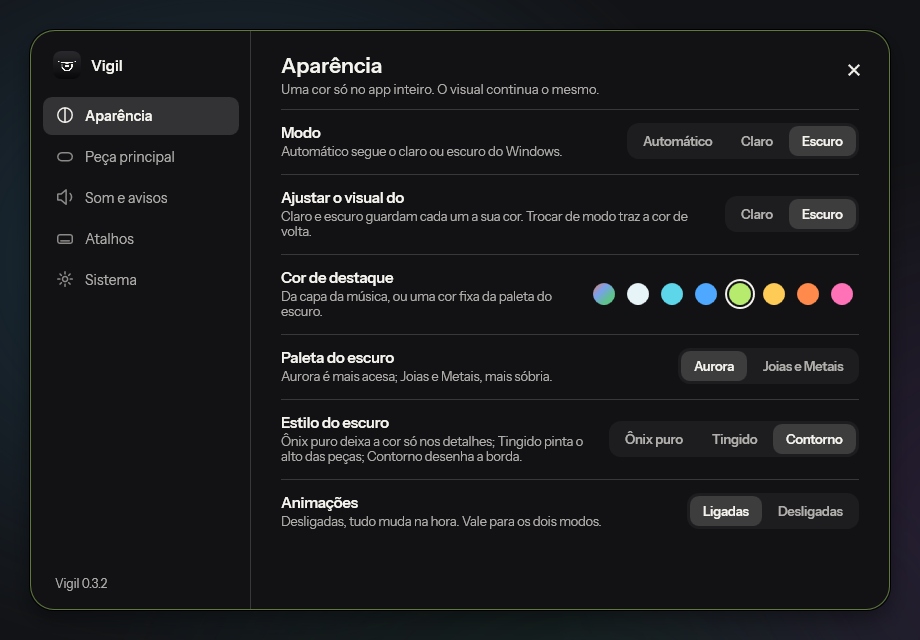 Vigil
Aparência
Peça principal
Som e avisos
Atalhos
Sistema
Vigil 0.3.2
Aparência
Uma cor só no app inteiro. O visual continua o mesmo.
Modo
Automático segue o claro ou escuro do Windows.
Automático Claro Escuro
Ajustar o visual do
Claro e escuro guardam cada um a sua cor. Trocar de modo traz a cor de
volta.
Claro Escuro
Cor de destaque
Da capa da música, ou uma cor fixa da paleta do
escuro.
Paleta do escuro
Aurora é mais acesa; Joias e Metais, mais sóbria.
Aurora Joias e Metais
Estilo do escuro
Ônix puro deixa a cor só nos detalhes; Tingido pinta o
alto das peças; Contorno desenha a borda.
Ônix puro Tingido Contorno
Animações
Desligadas, tudo muda na hora. Vale para os dois modos.
Ligadas Desligadas